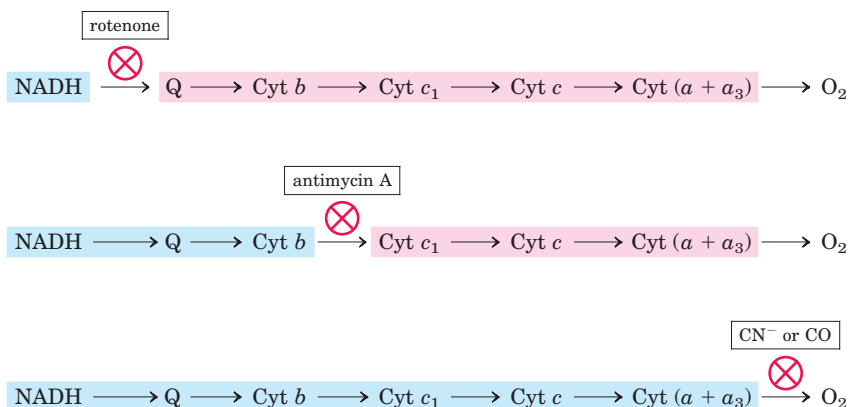 rotenone
NADH → Q → Cyt b → Cyt c₁ → Cyt c → Cyt (a + a₃) → O₂
antimycin A
NADH → Q → Cyt b → Cyt c₁ → Cyt c → Cyt (a + a₃) → O₂
CN⁻ or CO
NADH → Q → Cyt b → Cyt c₁ → Cyt c → Cyt (a + a₃) → O₂